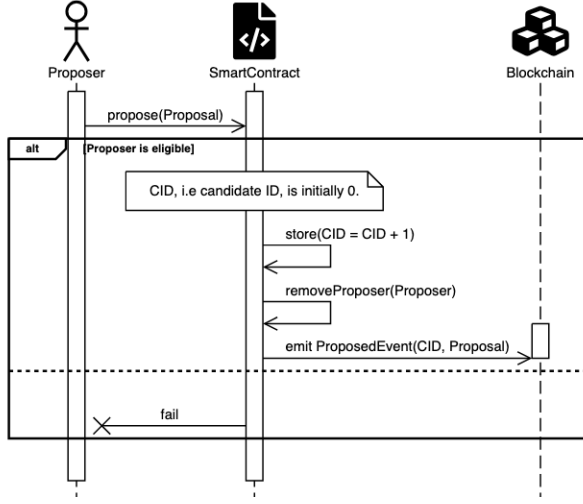 Proposer
SmartContract
Blockchain
propose(Proposal)
alt
[Proposer is eligible]
CID, i.e candidate ID, is initially 0.
store(CID = CID + 1)
removeProposer(Proposer)
emit ProposedEvent(CID, Proposal)
fail